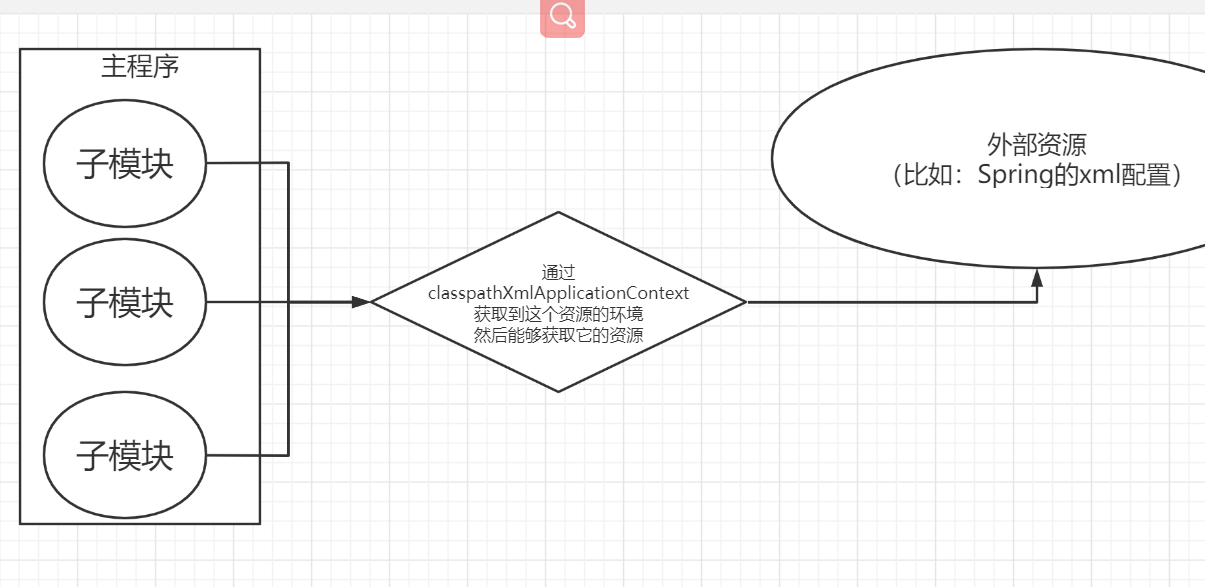 主程序
子模块
子模块
子模块
通过
classpathXmlApplicationContext
获取到这个资源的环境
然后能够获取它的资源
外部资源
（比如：Spring的xml配置）